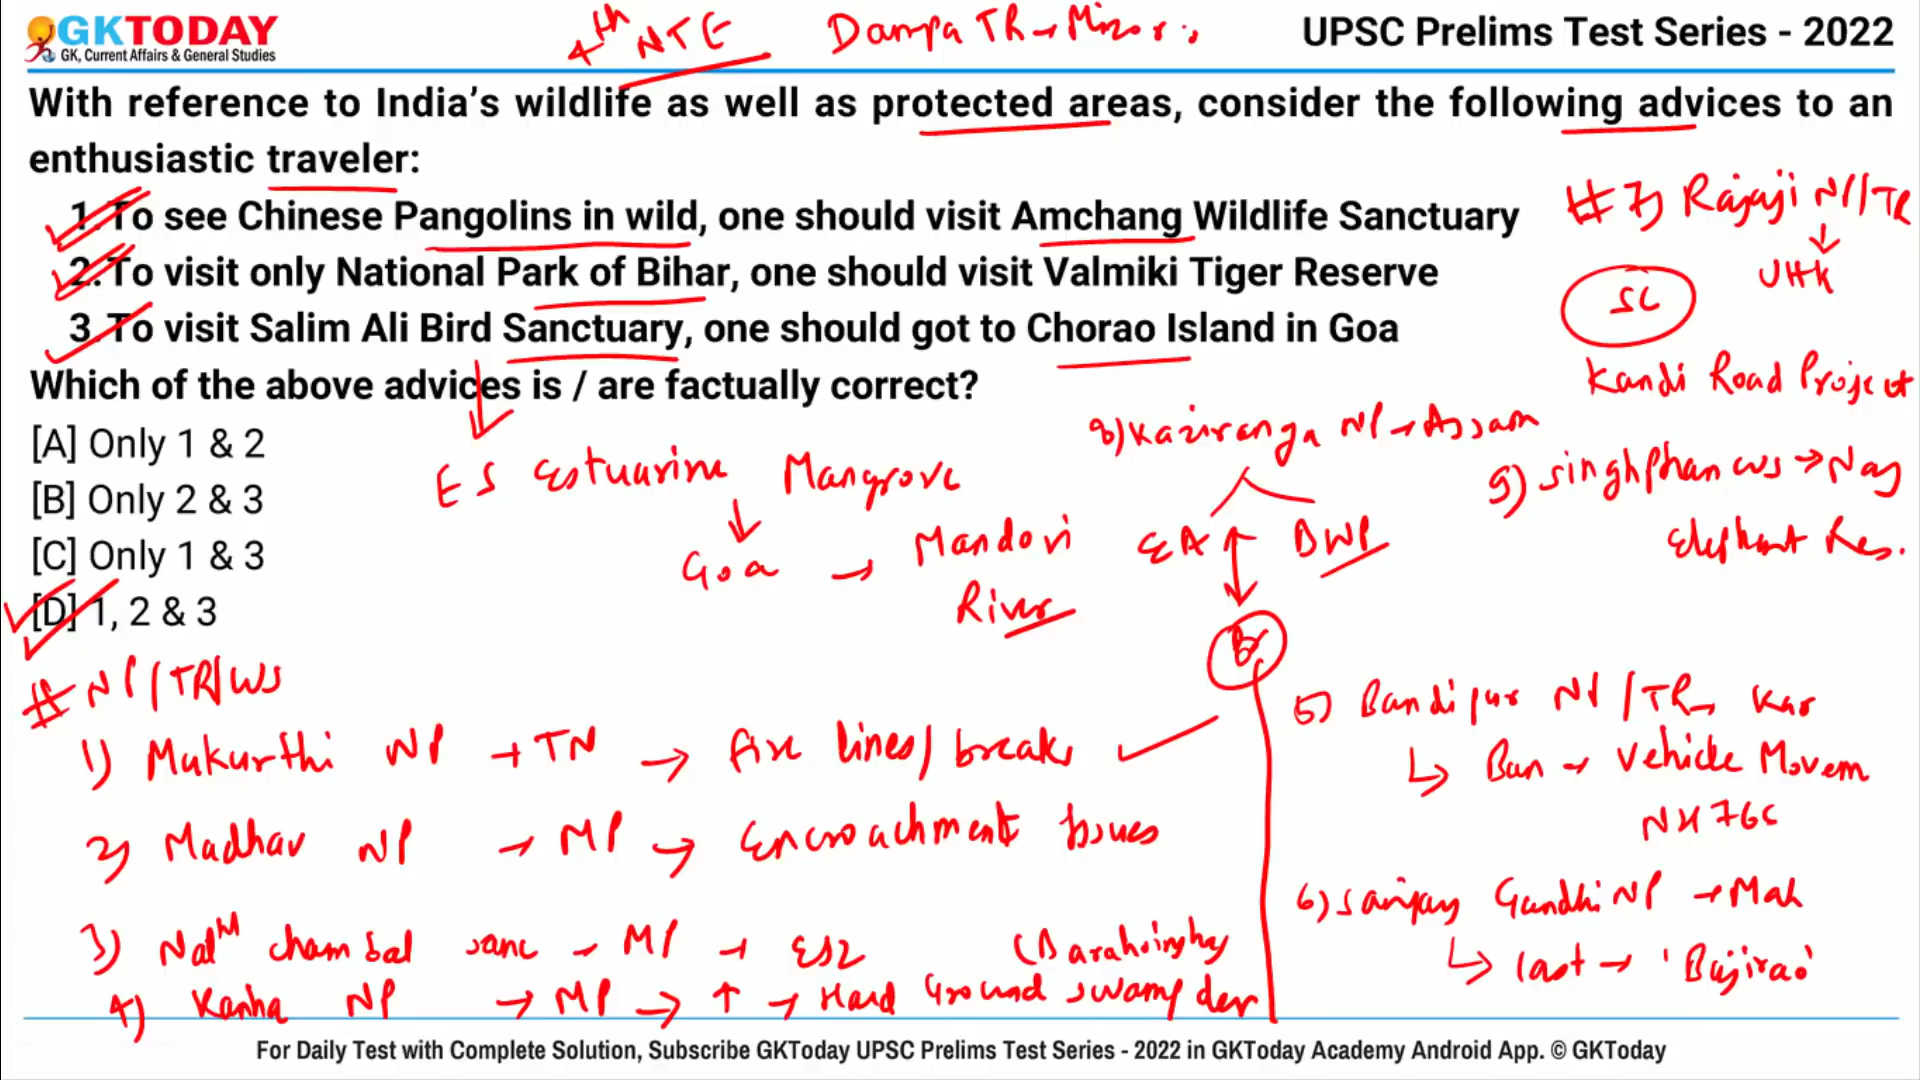 GKTODAY
GK, Current Affairs & General Studies
4th NTE Dampa TR → Mizor
UPSC Prelims Test Series - 2022
With reference to India's wildlife as well as protected areas, consider the following advices to an
enthusiastic traveler:
1. To see Chinese Pangolins in wild, one should visit Amchang Wildlife Sanctuary
2. To visit only National Park of Bihar, one should visit Valmiki Tiger Reserve
3. To visit Salim Ali Bird Sanctuary, one should got to Chorao Island in Goa
Which of the above advices is / are factually correct?
[A] Only 1 & 2
[B] Only 2 & 3
[C] Only 1 & 3
[D] 1, 2 & 3
# 7) Rajaji NP/TR
↓
UHK
SC
Kandi Road Project
8) Kaziranga NP → Assam
9) Singhphan WS → Nag
Elephant Res.
ES Estuarine Mangrove
↓
Goa → Mandovi
River
EA BWP
# NP/TR/WS
1) Mukurthi NP → TN → fire lines/breaks
2) Madhav NP → MP → Encroachment Issues
3) Natnl chambal sanc → MP → ESZ (Barahsingha
4) Kanha NP → MP → ↑ → Hard Ground swamp deer
5) Bandipur NP/TR → Kar
↳ Ban → Vehicle Movem
NH 766
6) Sanjay Gandhi NP → Mah
↳ last → 'Bajirao'
For Daily Test with Complete Solution, Subscribe GKToday UPSC Prelims Test Series - 2022 in GKToday Academy Android App. © GKToday